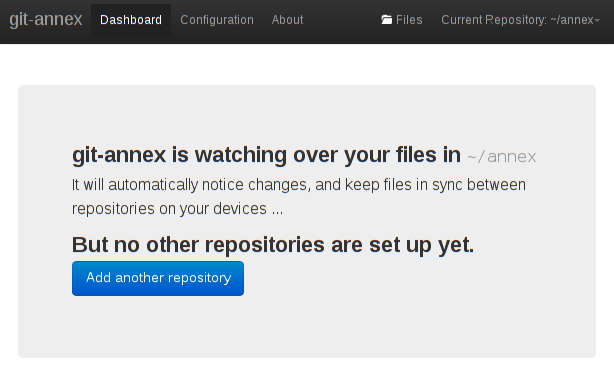 git-annex Dashboard Configuration About Files Current Repository: ~/annex
git-annex is watching over your files in ~/annex
It will automatically notice changes, and keep files in sync between
repositories on your devices ...
But no other repositories are set up yet.
Add another repository